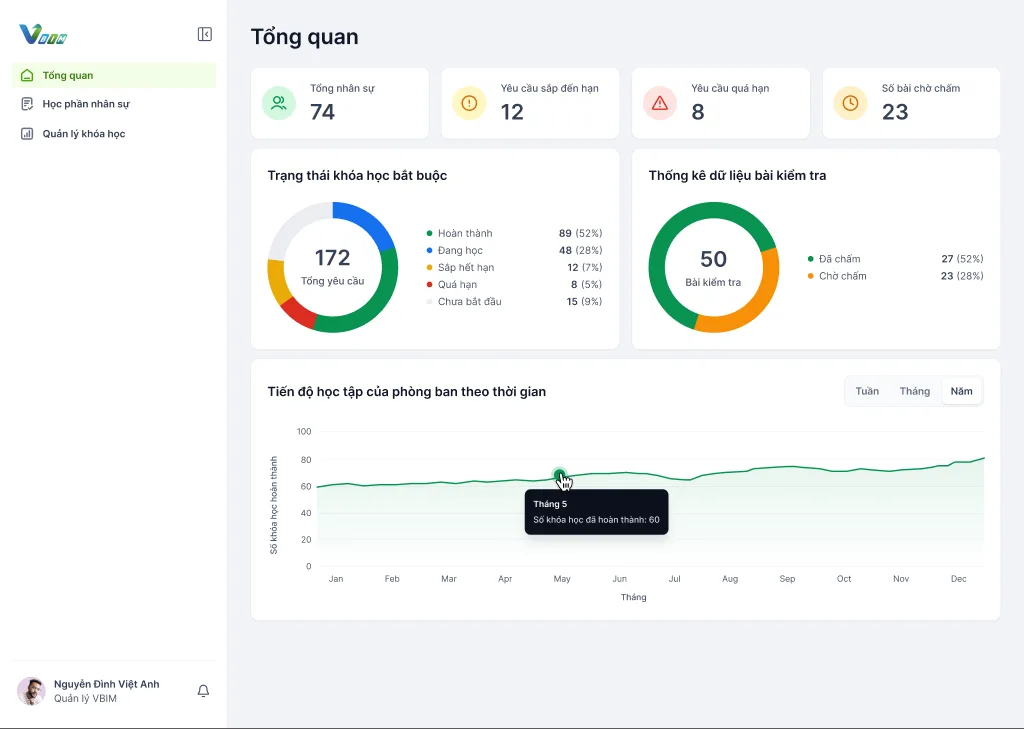 VBIM
Tổng quan
Học phần nhân sự
Quản lý khóa học
Nguyễn Đình Việt Anh
Quản lý VBIM
Tổng quan
Tổng nhân sự
74
Yêu cầu sắp đến hạn
12
Yêu cầu quá hạn
8
Số bài chờ chấm
23
Trạng thái khóa học bắt buộc
172
Tổng yêu cầu
Hoàn thành 89 (52%)
Đang học 48 (28%)
Sắp hết hạn 12 (7%)
Quá hạn 8 (5%)
Chưa bắt đầu 15 (9%)
Thống kê dữ liệu bài kiểm tra
50
Bài kiểm tra
Đã chấm 27 (52%)
Chờ chấm 23 (28%)
Tiến độ học tập của phòng ban theo thời gian
Tuần Tháng Năm
Số khóa học hoàn thành
100
80
60
40
20
0
Tháng 5
Số khóa học đã hoàn thành: 60
Jan Feb Mar Apr May Jun Jul Aug Sep Oct Nov Dec
Tháng